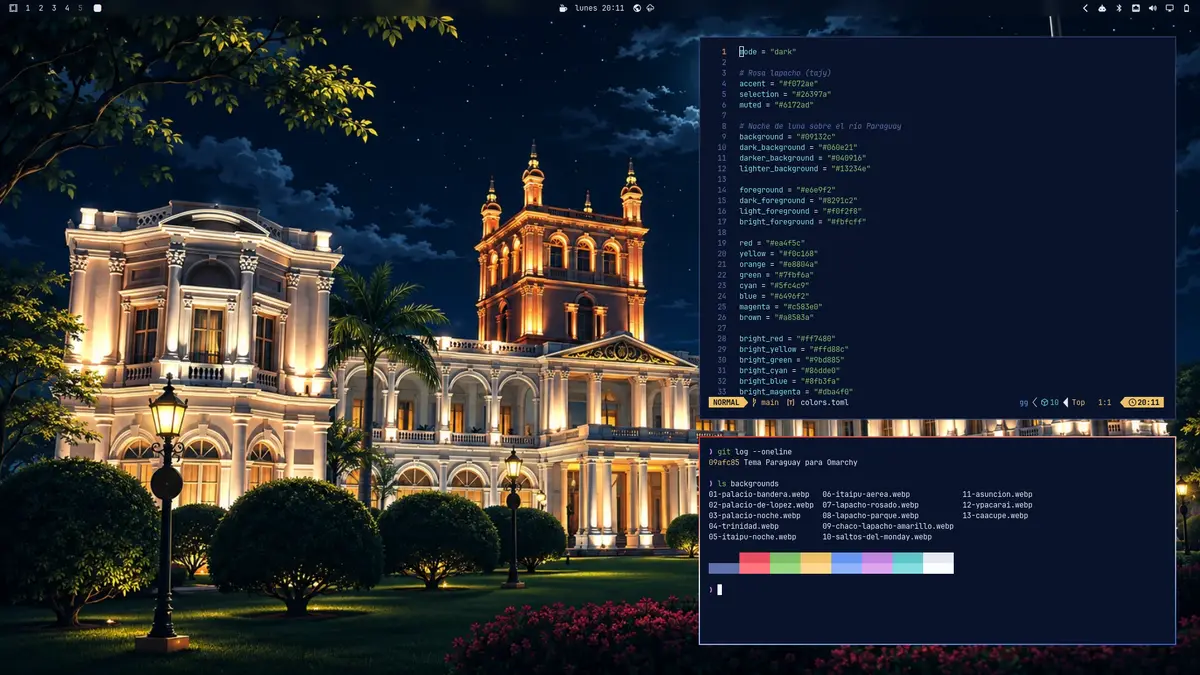 1 2 3 4 5
lunes 20:11
1 mode = "dark"
2
3 # Rosa lapacho (tajy)
4 accent = "#f072ae"
5 selection = "#26397a"
6 muted = "#6172ad"
7
8 # Noche de luna sobre el río Paraguay
9 background = "#09132c"
10 dark_background = "#060e21"
11 darker_background = "#040916"
12 lighter_background = "#13234e"
13
14 foreground = "#e6e9f2"
15 dark_foreground = "#8291c2"
16 light_foreground = "#f0f2f8"
17 bright_foreground = "#fbfcff"
18
19 red = "#ea4f5c"
20 yellow = "#f0c168"
21 orange = "#e8804a"
22 green = "#7fbf6a"
23 cyan = "#5fc4c9"
24 blue = "#6496f2"
25 magenta = "#c583e0"
26 brown = "#a8583a"
27
28 bright_red = "#ff7480"
29 bright_yellow = "#ffd88c"
30 bright_green = "#9bd885"
31 bright_cyan = "#86dde0"
32 bright_blue = "#8fb3fa"
33 bright_magenta = "#dba4f0"
NORMAL main colors.toml gg 10 Top 1:1 20:11
❯ git log --oneline
09afc85 Tema Paraguay para Omarchy
❯ ls backgrounds
01-palacio-bandera.webp 06-itaipu-aerea.webp 11-asuncion.webp
02-palacio-de-lopez.webp 07-lapacho-rosado.webp 12-ypacarai.webp
03-palacio-noche.webp 08-lapacho-parque.webp 13-caacupe.webp
04-trinidad.webp 09-chaco-lapacho-amarillo.webp
05-itaipu-noche.webp 10-saltos-del-monday.webp
❯